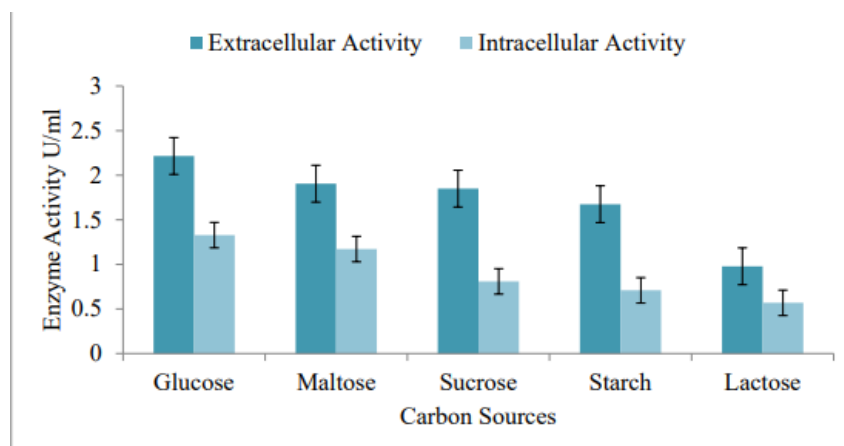 Extracellular Activity Intracellular Activity
Enzyme Activity U/ml
3
2.5
2
1.5
1
0.5
0
Glucose Maltose Sucrose Starch Lactose
Carbon Sources